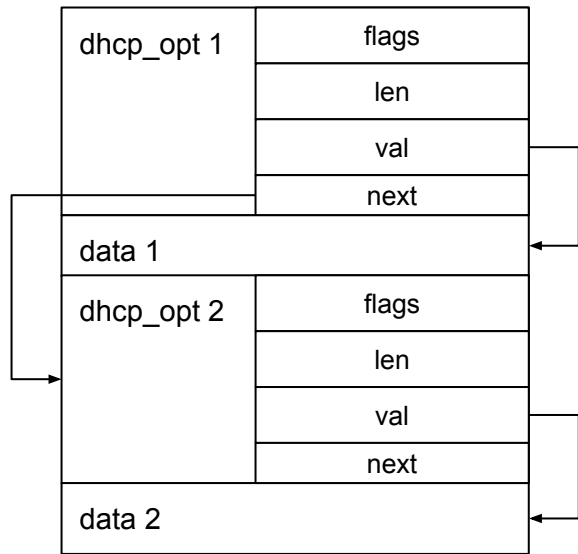 dhcp_opt 1
flags
len
val
next
data 1
dhcp_opt 2
flags
len
val
next
data 2